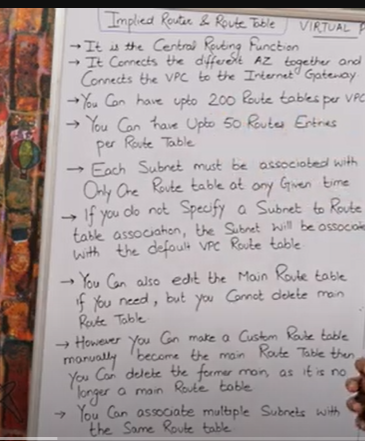 Implied Router & Route Table VIRTUAL P
→ It is the Central Routing Function
→ It Connects the different AZ together and
Connects the VPC to the Internet Gateway
→ You Can have upto 200 Route tables per VPC
→ You Can have Upto 50 Routes Entries
per Route Table
→ Each Subnet must be associated with
Only One Route table at any Given time
→ If you do not Specify a Subnet to Route
table association, the Subnet will be associate
with the default VPC Route table
→ You Can also edit the Main Route table
if You need, but you Cannot delete main
Route Table
→ However you Can make a Custom Route table
manually become the main Route Table then
You Can delete the former main, as it is no
longer a main Route table
→ You Can associate multiple Subnets with
the Same Route table